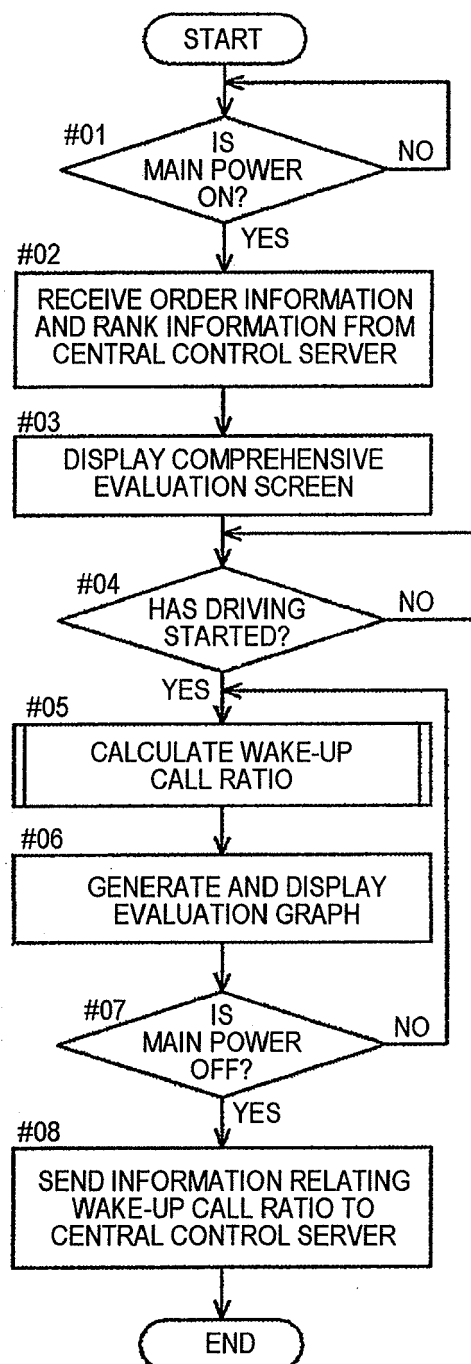 START
#01
IS
MAIN POWER
ON?
NO
YES
#02
RECEIVE ORDER INFORMATION
AND RANK INFORMATION FROM
CENTRAL CONTROL SERVER
#03
DISPLAY COMPREHENSIVE
EVALUATION SCREEN
#04
HAS DRIVING
STARTED?
NO
YES
#05
CALCULATE WAKE-UP
CALL RATIO
#06
GENERATE AND DISPLAY
EVALUATION GRAPH
#07
IS
MAIN POWER
OFF?
NO
YES
#08
SEND INFORMATION RELATING
WAKE-UP CALL RATIO TO
CENTRAL CONTROL SERVER
END